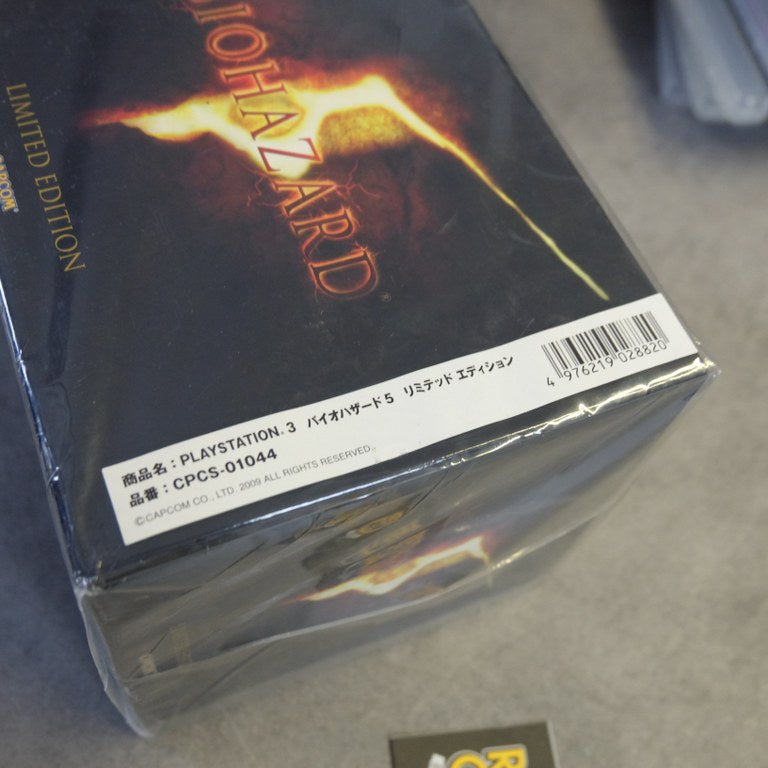 BIOHAZARD®
LIMITED EDITION
CAPCOM®
商品名：PLAYSTATION®3 バイオハザード5 リミテッド エディション
品番：CPCS-01044
©CAPCOM CO., LTD. 2009 ALL RIGHTS RESERVED.
4 976219 028820